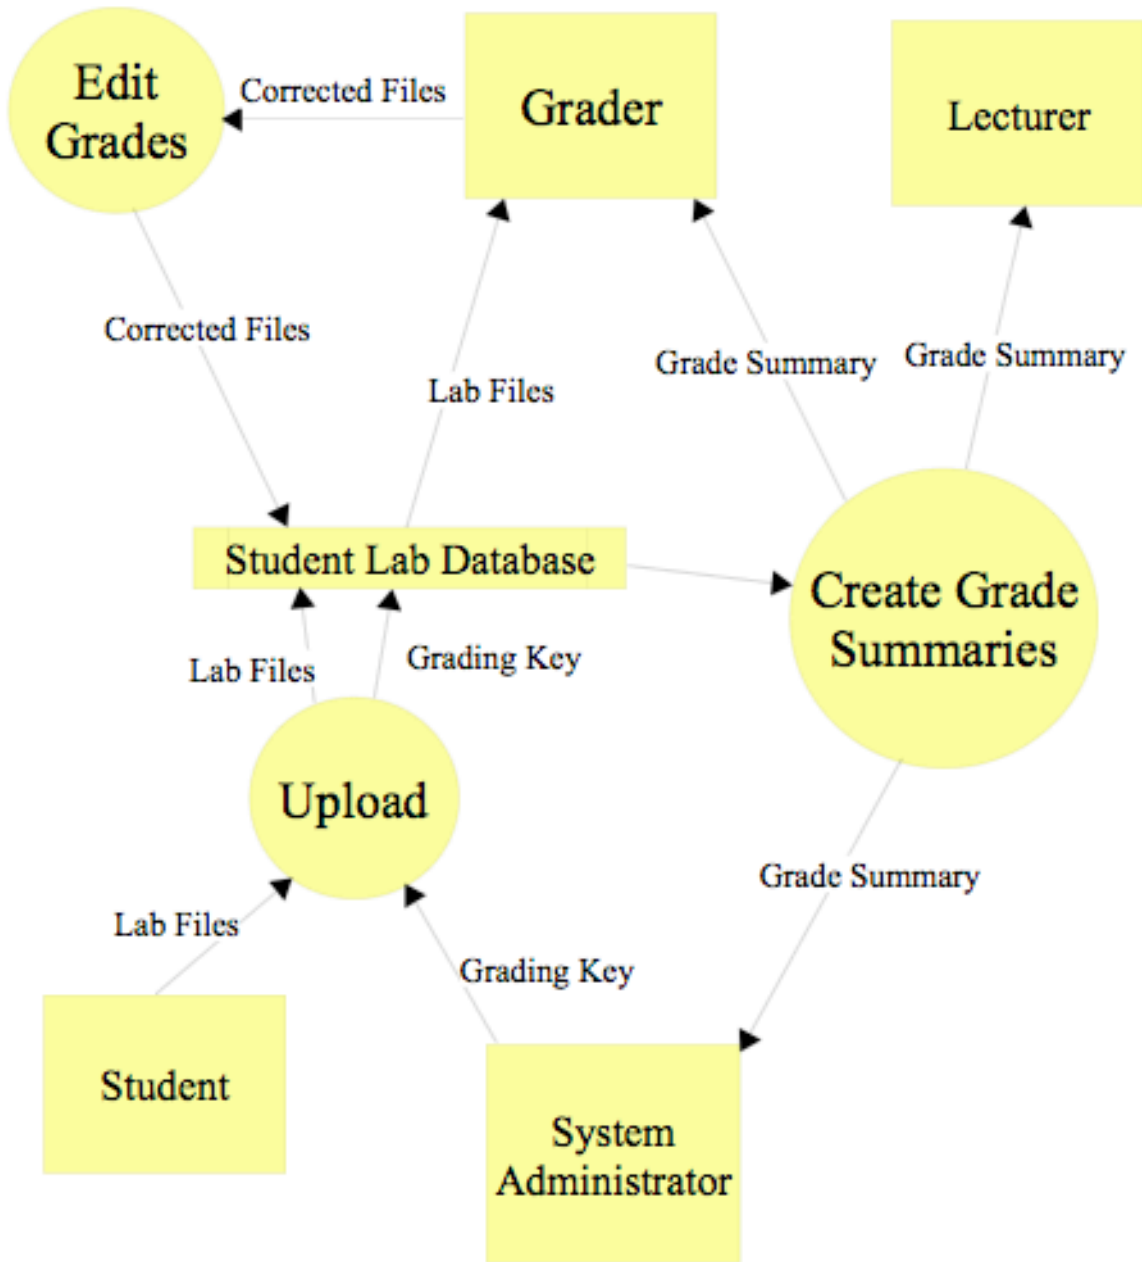 Edit
Grades
Corrected Files
Grader
Lecturer
Corrected Files
Lab Files
Grade Summary
Grade Summary
Student Lab Database
Create Grade
Summaries
Lab Files
Grading Key
Upload
Grade Summary
Lab Files
Grading Key
Student
System
Administrator